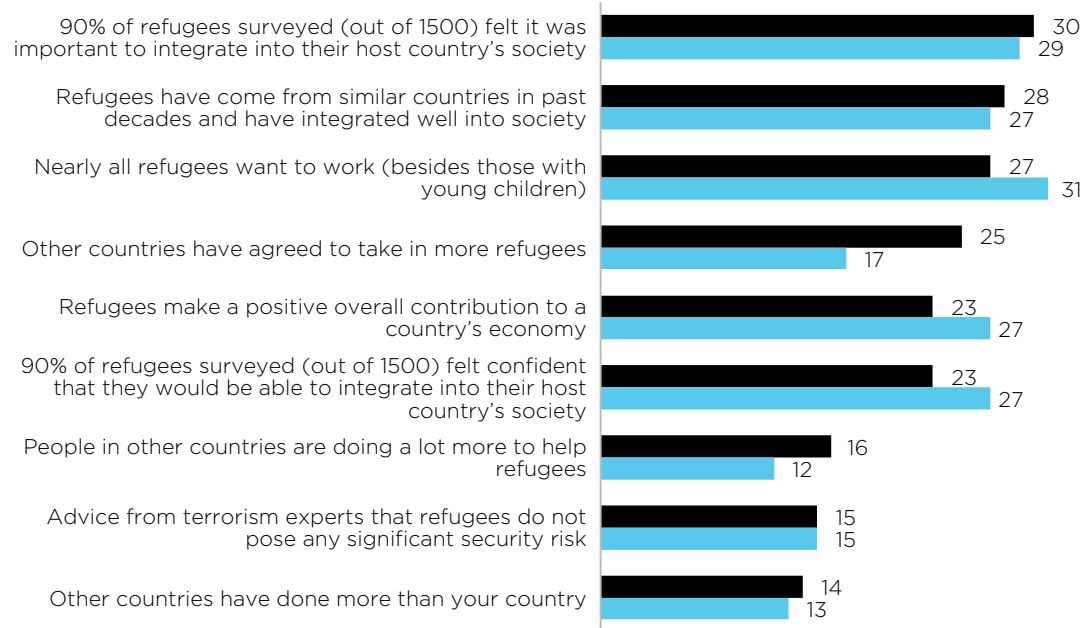 90% of refugees surveyed (out of 1500) felt it was
important to integrate into their host country’s society
30
29
Refugees have come from similar countries in past
decades and have integrated well into society
28
27
Nearly all refugees want to work (besides those with
young children)
27
31
Other countries have agreed to take in more refugees
25
17
Refugees make a positive overall contribution to a
country’s economy
23
27
90% of refugees surveyed (out of 1500) felt confident
that they would be able to integrate into their host
country’s society
23
27
People in other countries are doing a lot more to help
refugees
16
12
Advice from terrorism experts that refugees do not
pose any significant security risk
15
15
Other countries have done more than your country
14
13